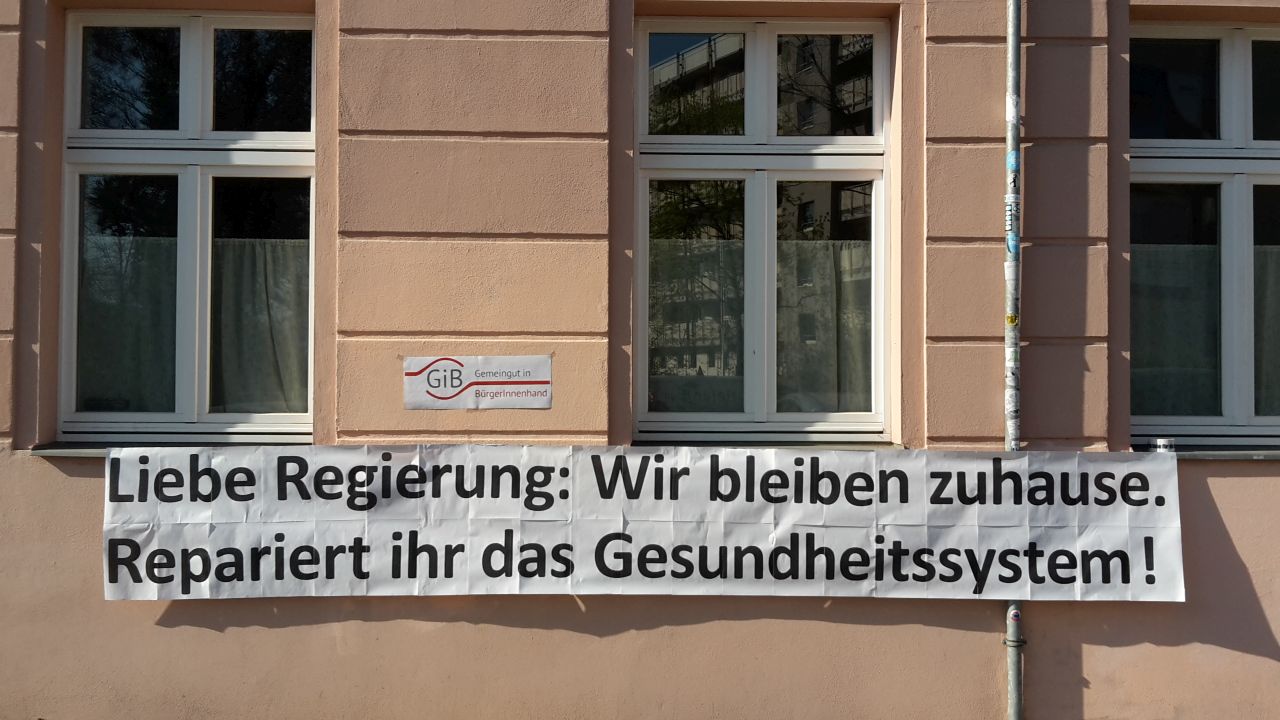 GiB
Gemeingut in
BürgerInnenhand
Liebe Regierung: Wir bleiben zuhause.
Repariert ihr das Gesundheitssystem!